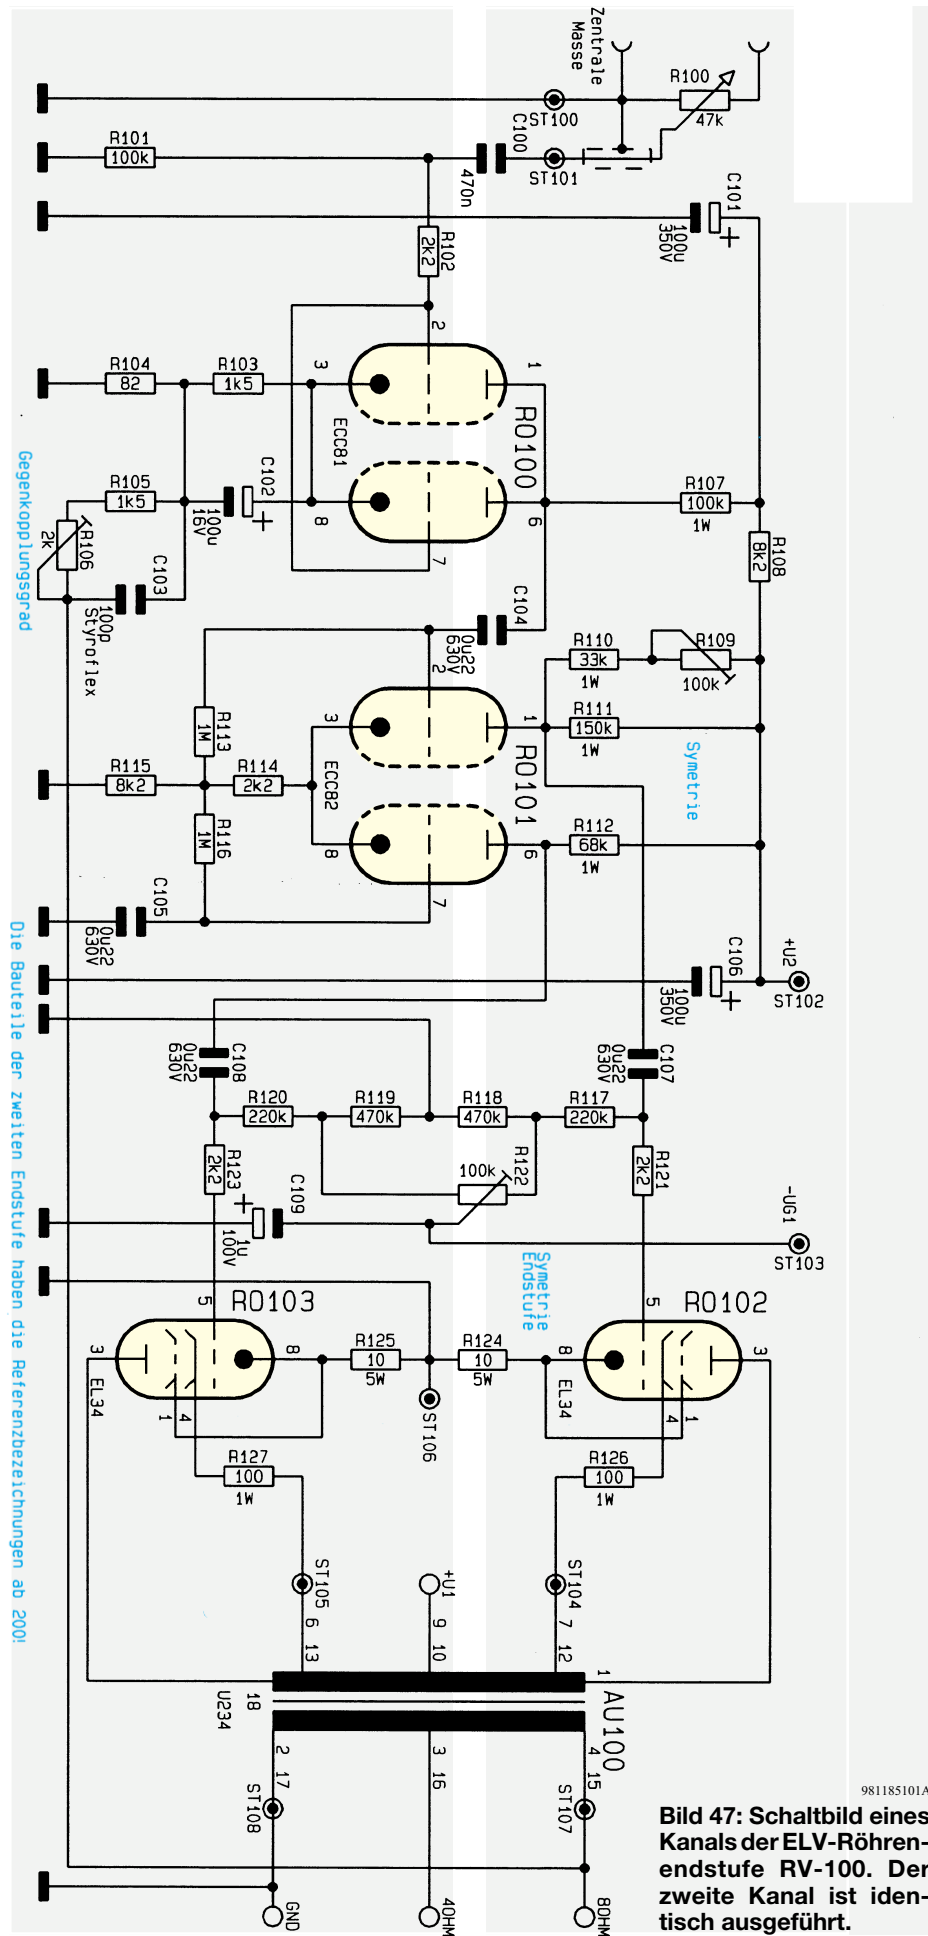 Zentrale
Masse
R100
47k
ST100
R101
100k
C100
470n
ST101
C101
100u
350V
+
R102
2k2
2
R104
82
R103
1k5
3
1
RO100
ECC81
R105
1k5
C102
100u
16V
+
8
6
R107
100k
1W
R108
8k2
R106
2k
7
Gegenkopplungsgrad
C103
100p
Styroflex
C104
0u22
630V
2
R110
33k
1W
R109
100k
R113
1M
3
1
R111
150k
1W
Symetrie
R115
8k2
R114
2k2
ECC82
RO101
R116
1M
8
6
R112
68k
1W
7
C105
0u22
630V
C106
100u
350V
+
+U2
ST102
C108
0u22
630V
C107
0u22
630V
R120
220k
R119
470k
R118
470k
R117
220k
R123
2k2
100k
R122
R121
2k2
C109
1u
100V
+
-UG1
ST103
Symetrie
Endstufe
5
RO103
5
RO102
3
EL34
8
R125
10
5W
R124
10
5W
8
EL34
3
1
4
ST106
4
1
R127
100
1W
R126
100
1W
ST105
+U1
ST104
6
13
9
10
7
12
1
18
U234
AU100
2
17
3
16
4
15
ST108
ST107
GND
4OHM
8OHM
Die Bauteile der zweiten Endstufe haben die Referenzbezeichnungen ab 200!
981185101A
Bild 47: Schaltbild eines
Kanals der ELV-Röhren-
endstufe RV-100. Der
zweite Kanal ist iden-
tisch ausgeführt.